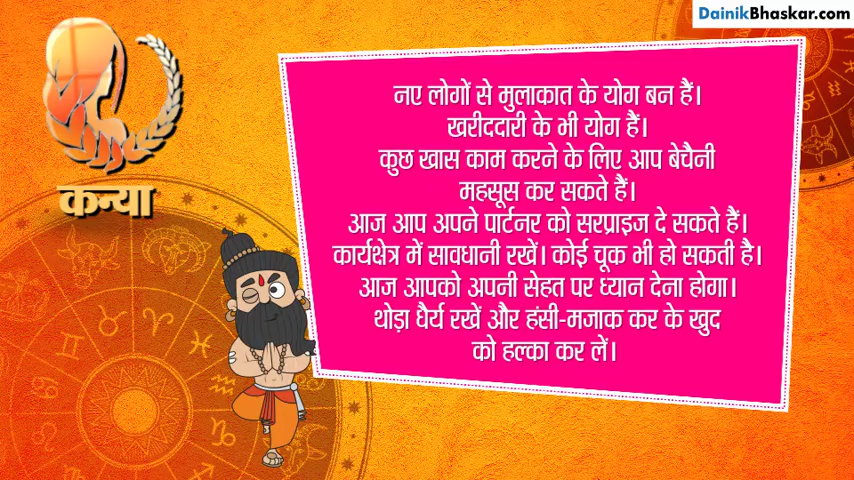 DainikBhaskar.com
कन्या
नए लोगों से मुलाकात के योग बन हैं।
खरीददारी के भी योग हैं।
कुछ खास काम करने के लिए आप बेचैनी
महसूस कर सकते हैं।
आज आप अपने पार्टनर को सरप्राइज दे सकते हैं।
कार्यक्षेत्र में सावधानी रखें। कोई चूक भी हो सकती है।
आज आपको अपनी सेहत पर ध्यान देना होगा।
थोड़ा धैर्य रखें और हंसी-मजाक कर के खुद
को हल्का कर लें।